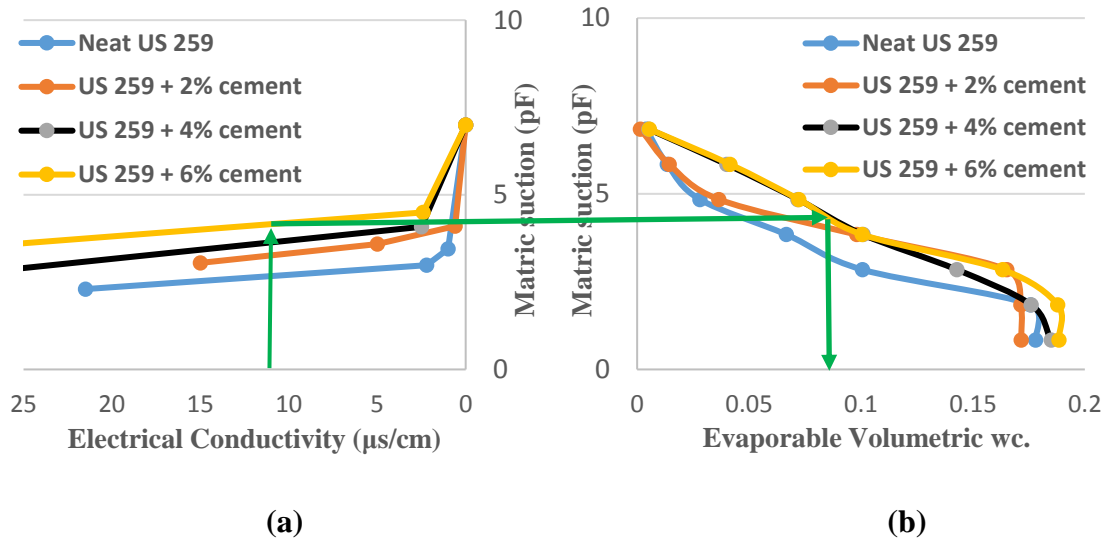 10
Neat US 259
US 259 + 2% cement
US 259 + 4% cement
US 259 + 6% cement
5
0
Matric suction (pF)
25 20 15 10 5 0
Electrical Conductivity (µs/cm)
(a)
10
Neat US 259
US 259 + 2% cement
US 259 + 4% cement
US 259 + 6% cement
5
0
Matric suction (pF)
0 0.05 0.1 0.15 0.2
Evaporable Volumetric wc.
(b)